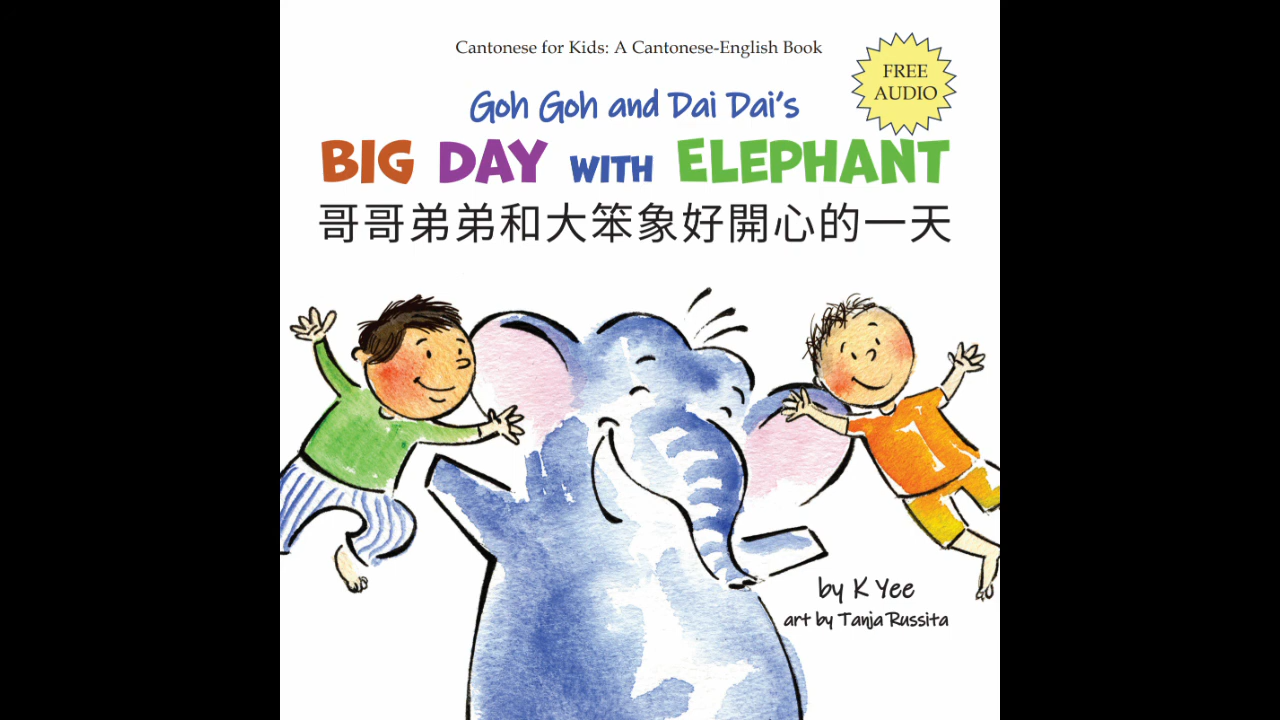 Cantonese for Kids: A Cantonese-English Book
FREE
AUDIO
Goh Goh and Dai Dai's
BIG DAY WITH ELEPHANT
哥哥弟弟和大笨象好開心的一天
by K Yee
art by Tanja Russita